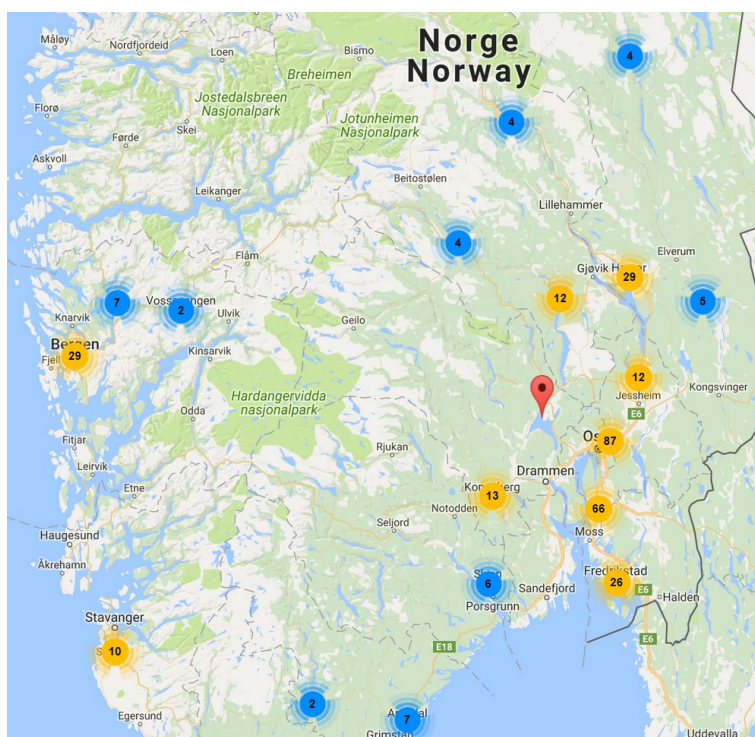 Måløy
Nordfjordeid
Loen
Bismo
Norge
Norway
4
Breheimen
Florø
Jostedalsbreen
Nasjonalpark
Jotunheimen
Nasjonalpark
4
Førde
Skei
Askvoll
Leikanger
Beitostølen
Lillehammer
Flåm
4
Elverum
Gjøvik
29
7
2
Ulvik
12
5
Knarvik
Geilo
Bergen
29
Kinsarvik
12
Jessheim
Kongsvinger
Hardangervidda
nasjonalpark
E6
Odda
Fitjar
Rjukan
87
Leirvik
Drammen
Etne
13
Notodden
66
Seljord
Moss
Haugesund
Åkrehamn
6
Porsgrunn
Sandefjord
Fredrikstad
26
E6
Halden
Stavanger
E6
10
E18
Egersund
2
7
Grimstad
Uddevalla